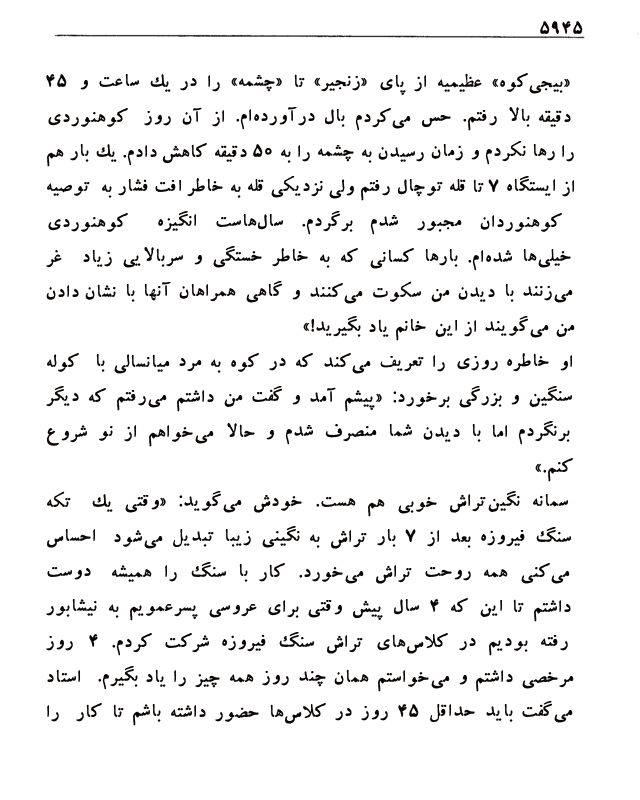 ۵۹۴۵
«بیجی‌کوه» عظیمیه از پای «زنجیر» تا «چشمه» را در یك ساعت و ۴۵
دقیقه بالا رفتم. حس می‌کردم بال درآورده‌ام. از آن روز کوهنوردی
را رها نکردم و زمان رسیدن به چشمه را به ۵۰ دقیقه کاهش دادم. یك بار هم
از ایستگاه ۷ تا قله توچال رفتم ولی نزدیکی قله به خاطر افت فشار به توصیه
کوهنوردان مجبور شدم برگردم. سال‌هاست انگیزه کوهنوردی
خیلی‌ها شده‌ام. بارها کسانی که به خاطر خستگی و سربالایی زیاد غر
می‌زنند با دیدن من سکوت می‌کنند و گاهی همراهان آنها با نشان دادن
من می‌گویند از این خانم یاد بگیرید!»
او خاطره روزی را تعریف می‌کند که در کوه به مرد میانسالی با کوله
سنگین و بزرگی برخورد: «پیشم آمد و گفت من داشتم می‌رفتم که دیگر
برنگردم اما با دیدن شما منصرف شدم و حالا می‌خواهم از نو شروع
کنم.»
سمانه نگین‌تراش خوبی هم هست. خودش می‌گوید: «وقتی یك تکه
سنگ فیروزه بعد از ۷ بار تراش به نگینی زیبا تبدیل می‌شود احساس
می‌کنی همه روحت تراش می‌خورد. کار با سنگ را همیشه دوست
داشتم تا این که ۴ سال پیش وقتی برای عروسی پسرعمویم به نیشابور
رفته بودیم در کلاس‌های تراش سنگ فیروزه شرکت کردم. ۴ روز
مرخصی داشتم و می‌خواستم همان چند روز همه چیز را یاد بگیرم. استاد
می‌گفت باید حداقل ۴۵ روز در کلاس‌ها حضور داشته باشم تا کار را